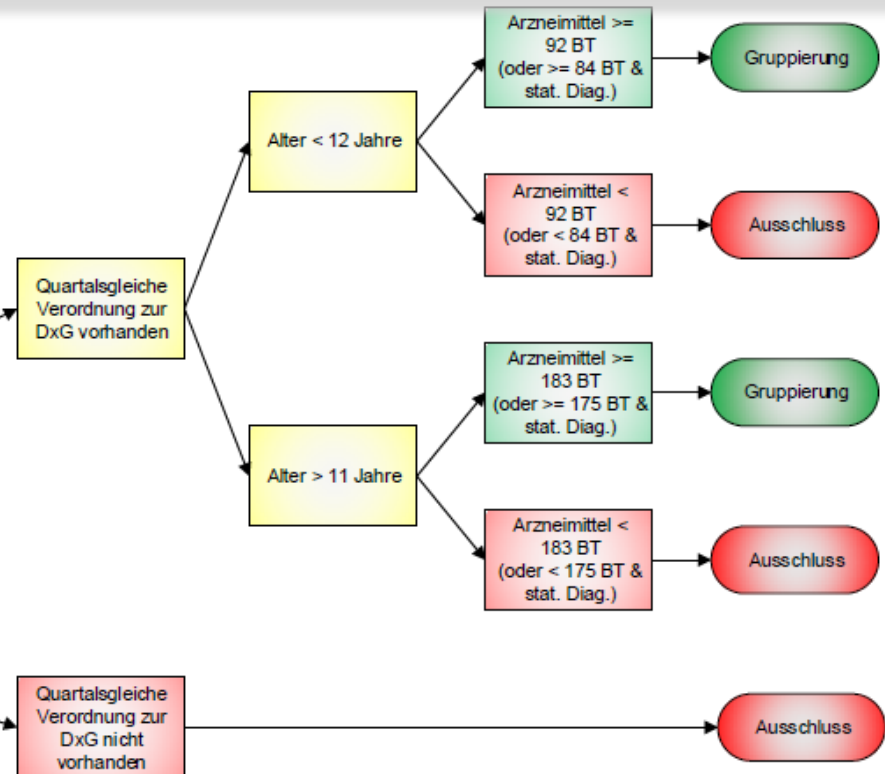 Arzneimittel >=
92 BT
(oder >= 84 BT &
stat. Diag.)
Gruppierung
Alter < 12 Jahre
Arzneimittel <
92 BT
(oder < 84 BT &
stat. Diag.)
Ausschluss
Quartalsgleiche
Verordnung zur
DxG vorhanden
Arzneimittel >=
183 BT
(oder >= 175 BT &
stat. Diag.)
Gruppierung
Alter > 11 Jahre
Arzneimittel <
183 BT
(oder < 175 BT &
stat. Diag.)
Ausschluss
Quartalsgleiche
Verordnung zur
DxG nicht
vorhanden
Ausschluss